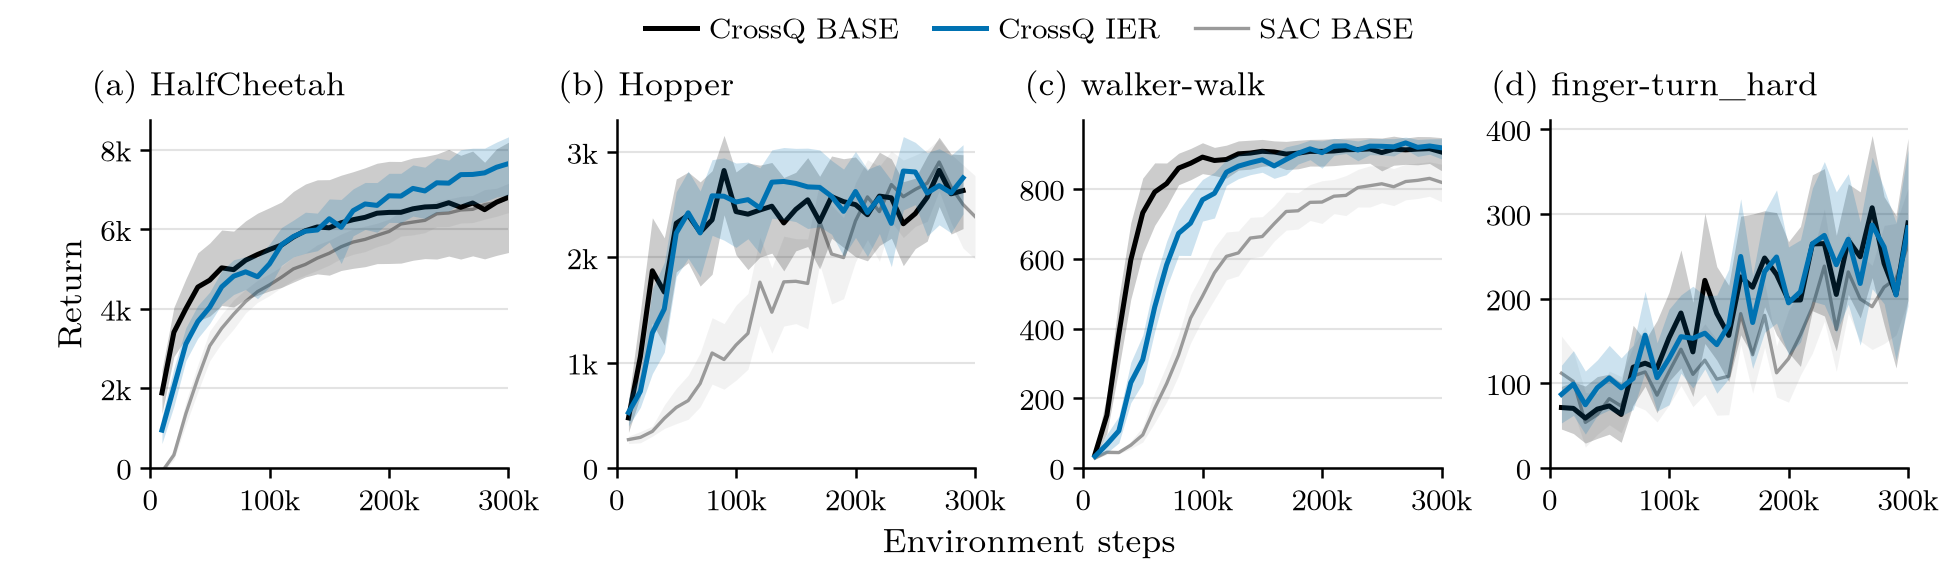 CrossQ BASE CrossQ IER SAC BASE
(a) HalfCheetah
Return
8k
6k
4k
2k
0
0 100k 200k 300k
(b) Hopper
3k
2k
1k
0
0 100k 200k 300k
(c) walker-walk
800
600
400
200
0
0 100k 200k 300k
(d) finger-turn_hard
400
300
200
100
0
0 100k 200k 300k
Environment steps